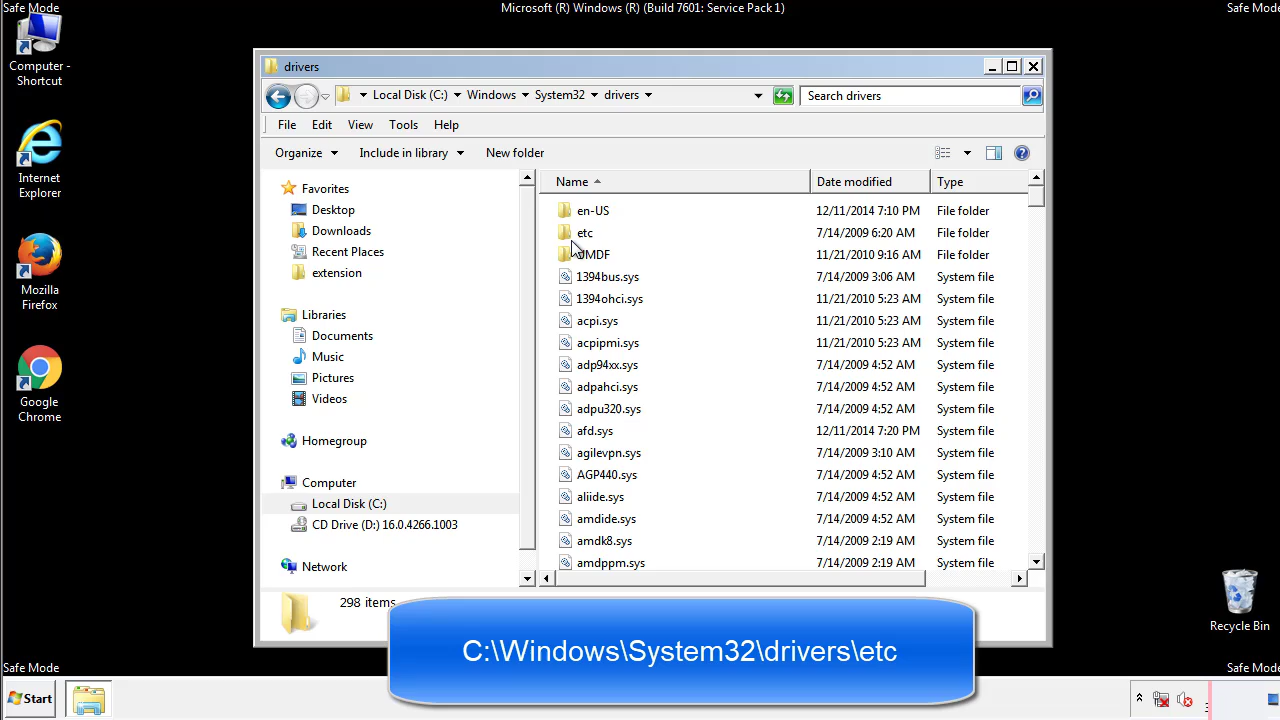 Safe Mode
Microsoft (R) Windows (R) (Build 7601: Service Pack 1)
Safe Mode
Computer -
Shortcut
Internet
Explorer
Mozilla
Firefox
Google
Chrome
drivers
Local Disk (C:) Windows System32 drivers
Search drivers
File Edit View Tools Help
Organize Include in library New folder
Favorites
Desktop
Downloads
Recent Places
extension
Libraries
Documents
Music
Pictures
Videos
Homegroup
Computer
Local Disk (C:)
CD Drive (D:) 16.0.4266.1003
Network
Name Date modified Type
en-US 12/11/2014 7:10 PM File folder
etc 7/14/2009 6:20 AM File folder
UMDF 11/21/2010 9:16 AM File folder
1394bus.sys 7/14/2009 3:06 AM System file
1394ohci.sys 11/21/2010 5:23 AM System file
acpi.sys 11/21/2010 5:23 AM System file
acpipmi.sys 11/21/2010 5:23 AM System file
adp94xx.sys 7/14/2009 4:52 AM System file
adpahci.sys 7/14/2009 4:52 AM System file
adpu320.sys 7/14/2009 4:52 AM System file
afd.sys 12/11/2014 7:20 PM System file
agilevpn.sys 7/14/2009 3:10 AM System file
AGP440.sys 7/14/2009 4:52 AM System file
aliide.sys 7/14/2009 4:52 AM System file
amdide.sys 7/14/2009 4:52 AM System file
amdk8.sys 7/14/2009 2:19 AM System file
amdppm.sys 7/14/2009 2:19 AM System file
298 items
C:\Windows\System32\drivers\etc
Recycle Bin
Safe Mode
Safe Mode
Start